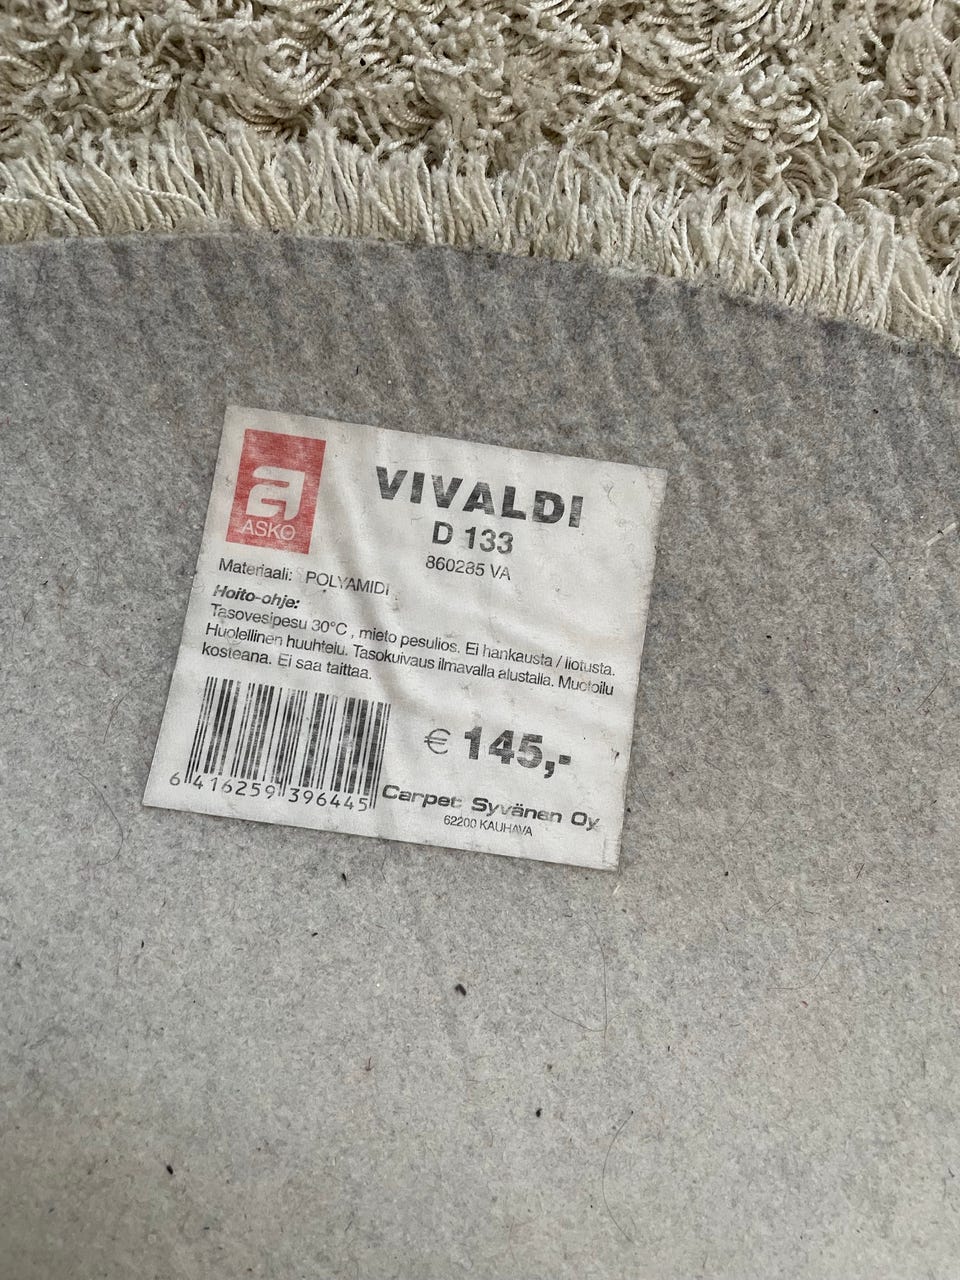 a
ASKO
VIVALDI
D 133
860285 VA
Materiaali: POLYAMIDI
Hoito-ohje:
Tasovesipesu 30°C , mieto pesulios. Ei hankausta / liotusta.
Huolellinen huuhtelu. Tasokuivaus ilmavalla alustalla. Muotoilu
kosteana. Ei saa taittaa.
€ 145,-
6 416259 396445
Carpet Syvänen Oy
62200 KAUHAVA